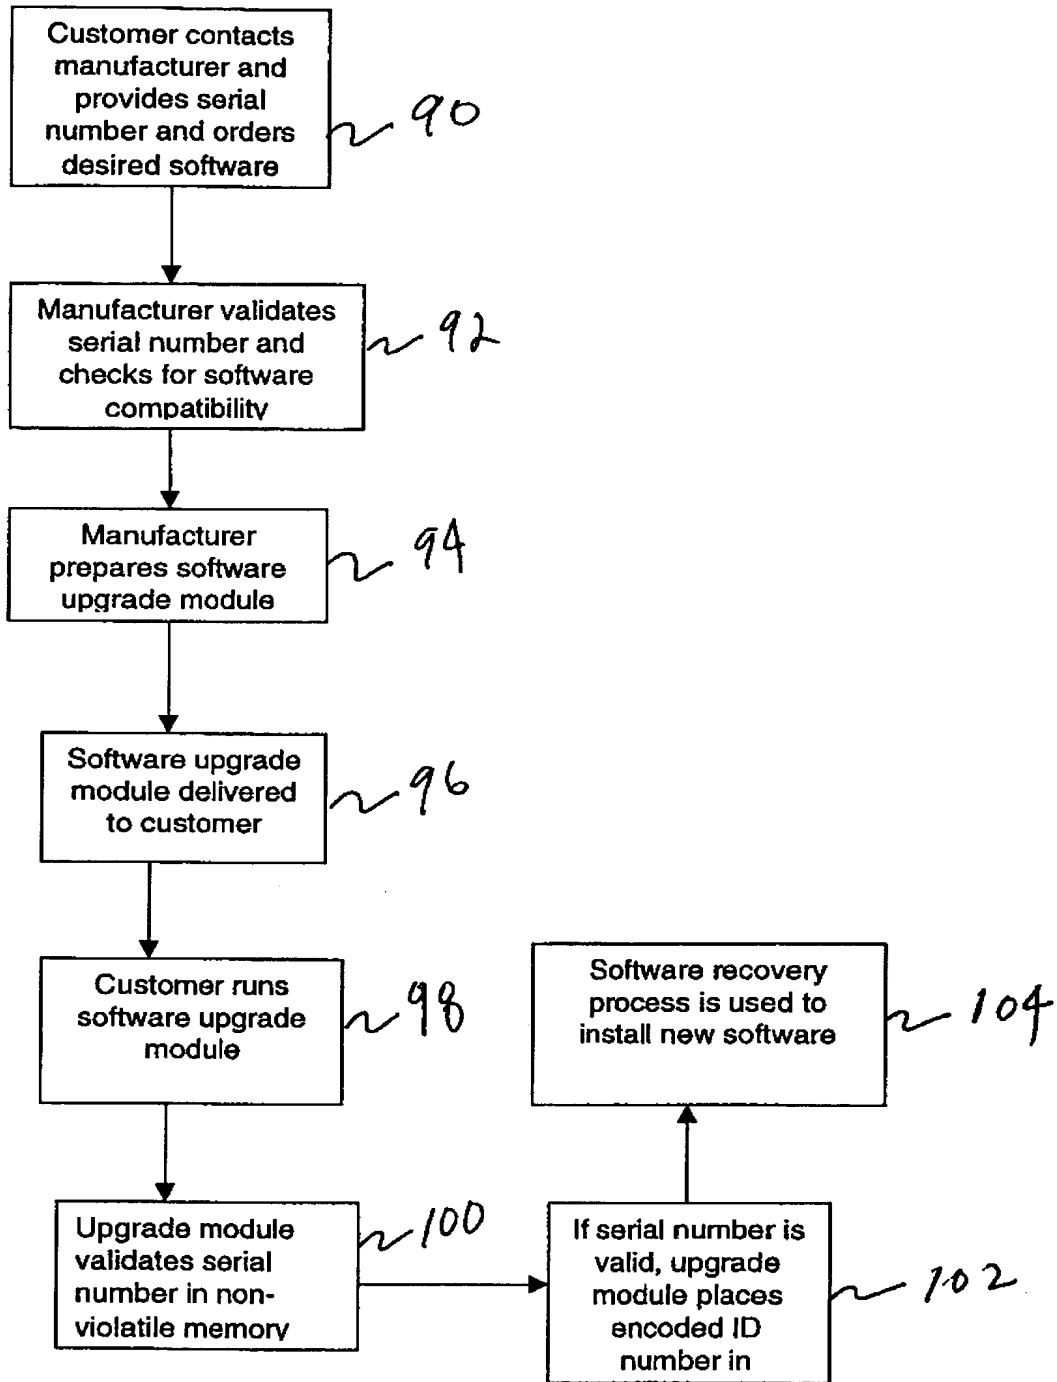 Customer contacts
manufacturer and
provides serial
number and orders
desired software
90
Manufacturer validates
serial number and
checks for software
compatibility
92
Manufacturer
prepares software
upgrade module
94
Software upgrade
module delivered
to customer
96
Customer runs
software upgrade
module
98
Upgrade module
validates serial
number in non-
violatile memory
100
If serial number is
valid, upgrade
module places
encoded ID
number in
102
Software recovery
process is used to
install new software
104